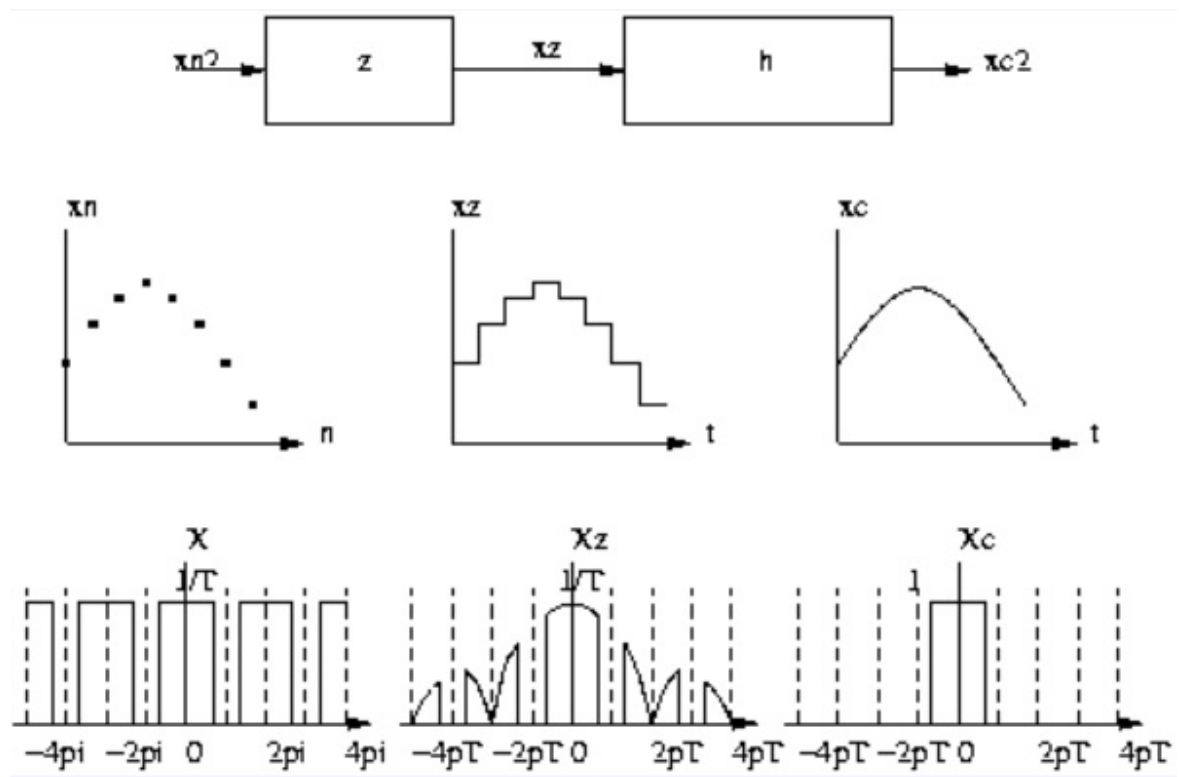 xn2 z xz h xc2
xn xz xc
n t t
X Xz Xc
1/T 1/T 1
−4pi −2pi 0 2pi 4pi −4pT −2pT 0 2pT 4pT −4pT −2pT 0 2pT 4pT